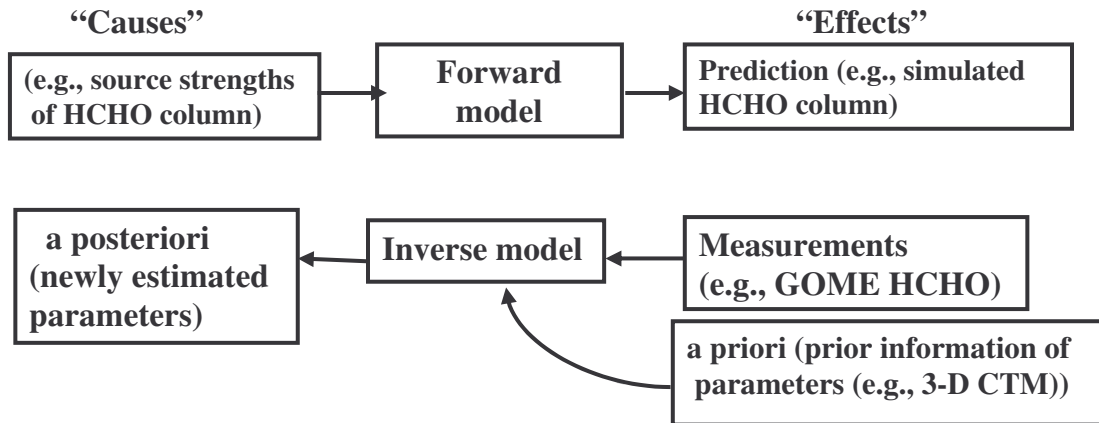 “Causes”
“Effects”
(e.g., source strengths
of HCHO column)
Forward
model
Prediction (e.g., simulated
HCHO column)
a posteriori
(newly estimated
parameters)
Inverse model
Measurements
(e.g., GOME HCHO)
a priori (prior information of
parameters (e.g., 3-D CTM))